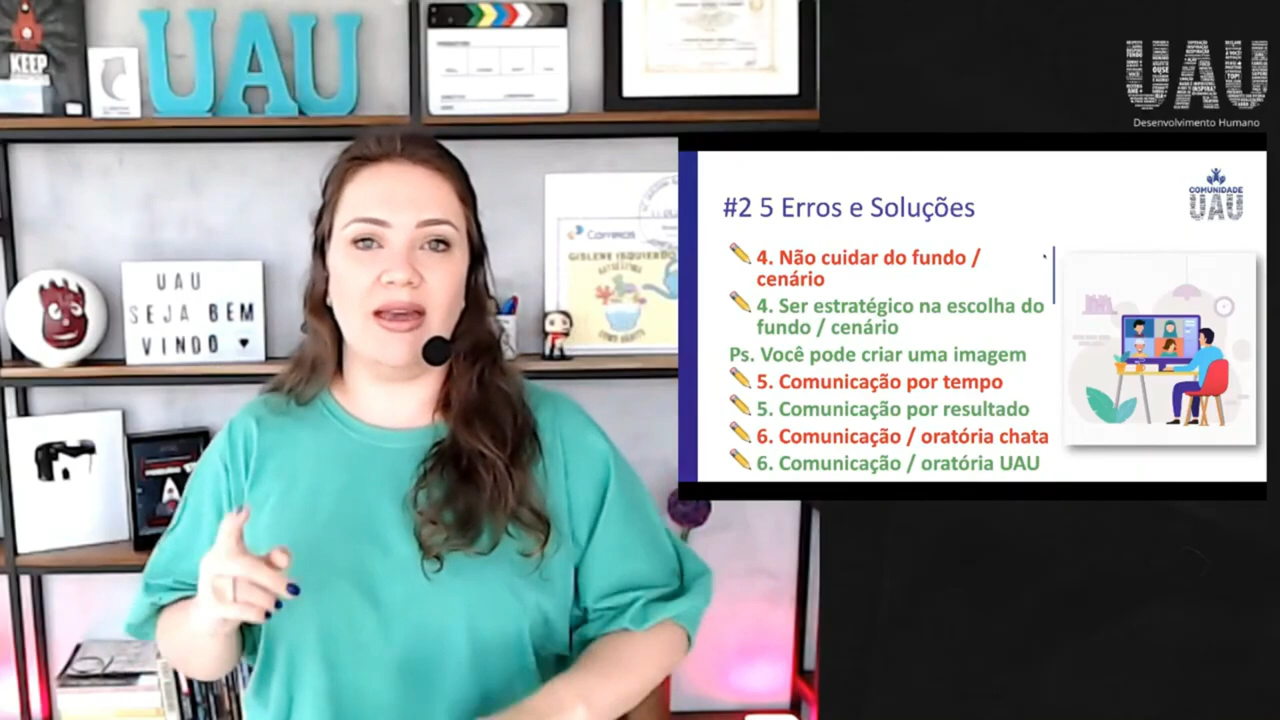 KEEP
UAU
UAU
Desenvolvimento Humano
Correios
GISLENE ISQUIERDO
UAU
SEJA BEM
VINDO ♥
COMUNIDADE
UAU
#2 5 Erros e Soluções
4. Não cuidar do fundo /
cenário
4. Ser estratégico na escolha do
fundo / cenário
Ps. Você pode criar uma imagem
5. Comunicação por tempo
5. Comunicação por resultado
6. Comunicação / oratória chata
6. Comunicação / oratória UAU